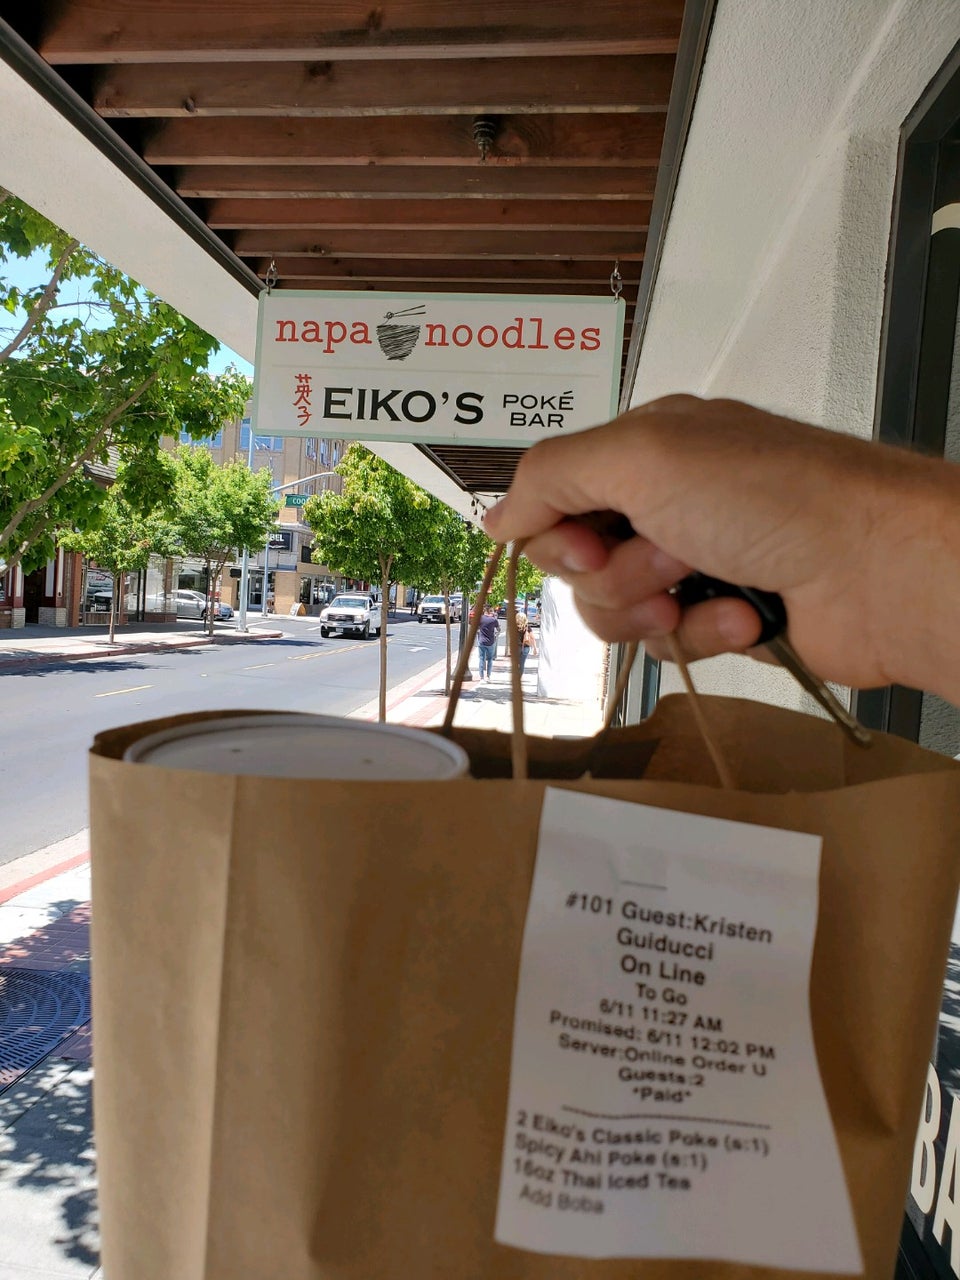 napa noodles
英子 EIKO'S POKÉ BAR
#101 Guest:Kristen
Guiducci
On Line
To Go
6/11 11:27 AM
Promised: 6/11 12:02 PM
Server:Online Order U
Guests:2
*Paid*
2 Eiko's Classic Poke (s:1)
Spicy Ahi Poke (s:1)
16oz Thai Iced Tea
Add Boba